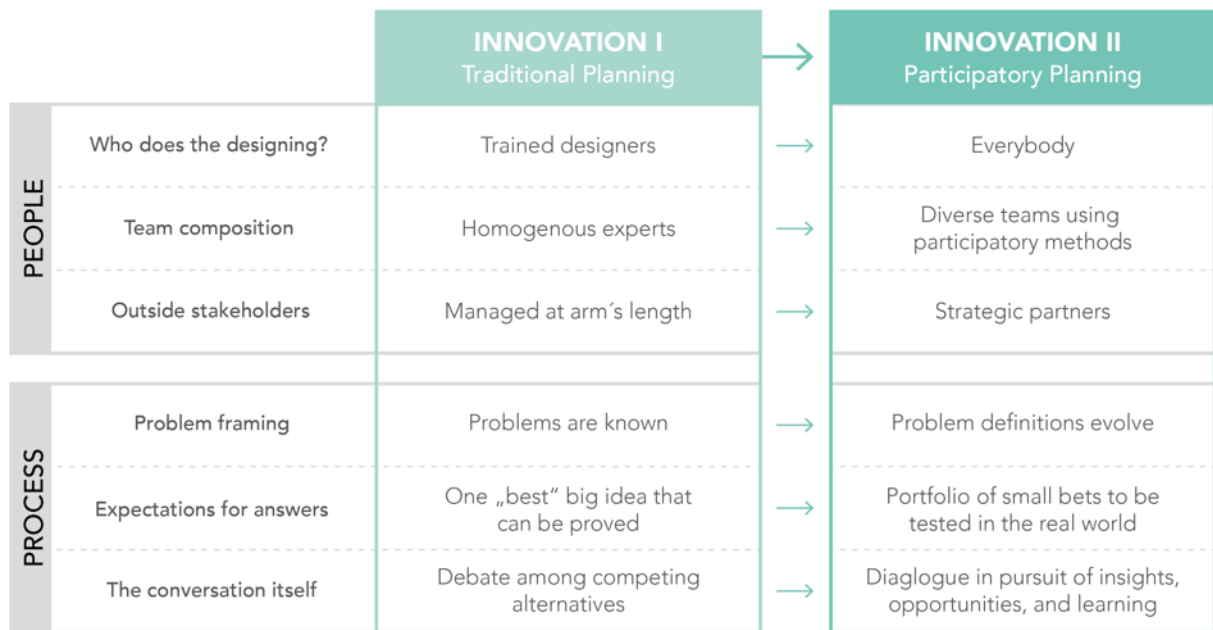 INNOVATION I
Traditional Planning
INNOVATION II
Participatory Planning
PEOPLE
Who does the designing?
Trained designers
Everybody
Team composition
Homogenous experts
Diverse teams using
participatory methods
Outside stakeholders
Managed at arm´s length
Strategic partners
PROCESS
Problem framing
Problems are known
Problem definitions evolve
Expectations for answers
One „best“ big idea that
can be proved
Portfolio of small bets to be
tested in the real world
The conversation itself
Debate among competing
alternatives
Diaglogue in pursuit of insights,
opportunities, and learning